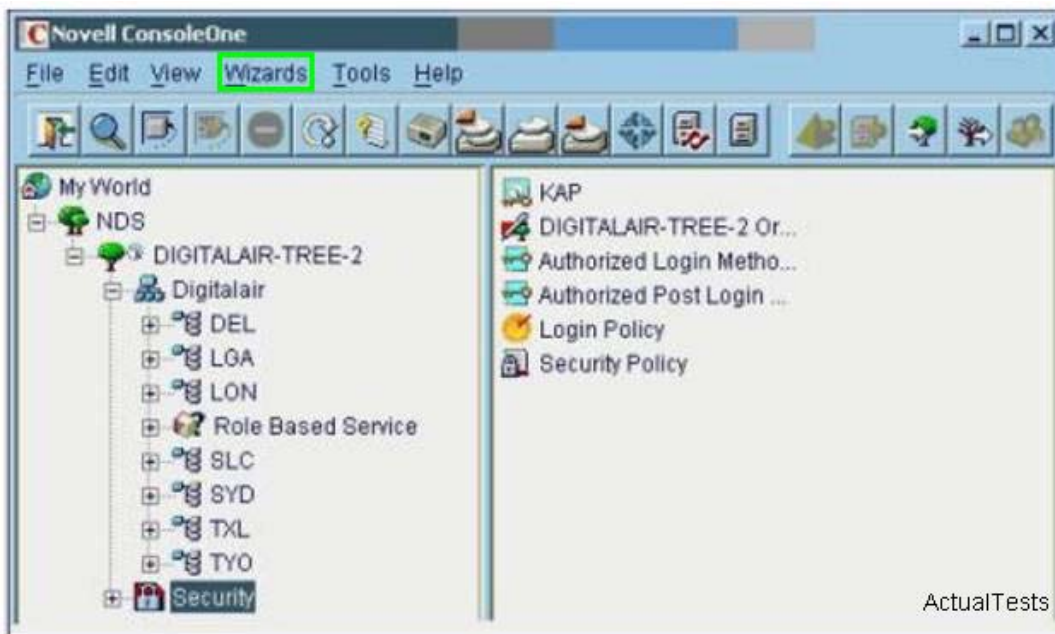 Novell ConsoleOne
File Edit View Wizards Tools Help
My World
NDS
DIGITALAIR-TREE-2
Digitalair
DEL
LGA
LON
Role Based Service
SLC
SYD
TXL
TYO
Security
KAP
DIGITALAIR-TREE-2 Or...
Authorized Login Metho...
Authorized Post Login ...
Login Policy
Security Policy
ActualTests